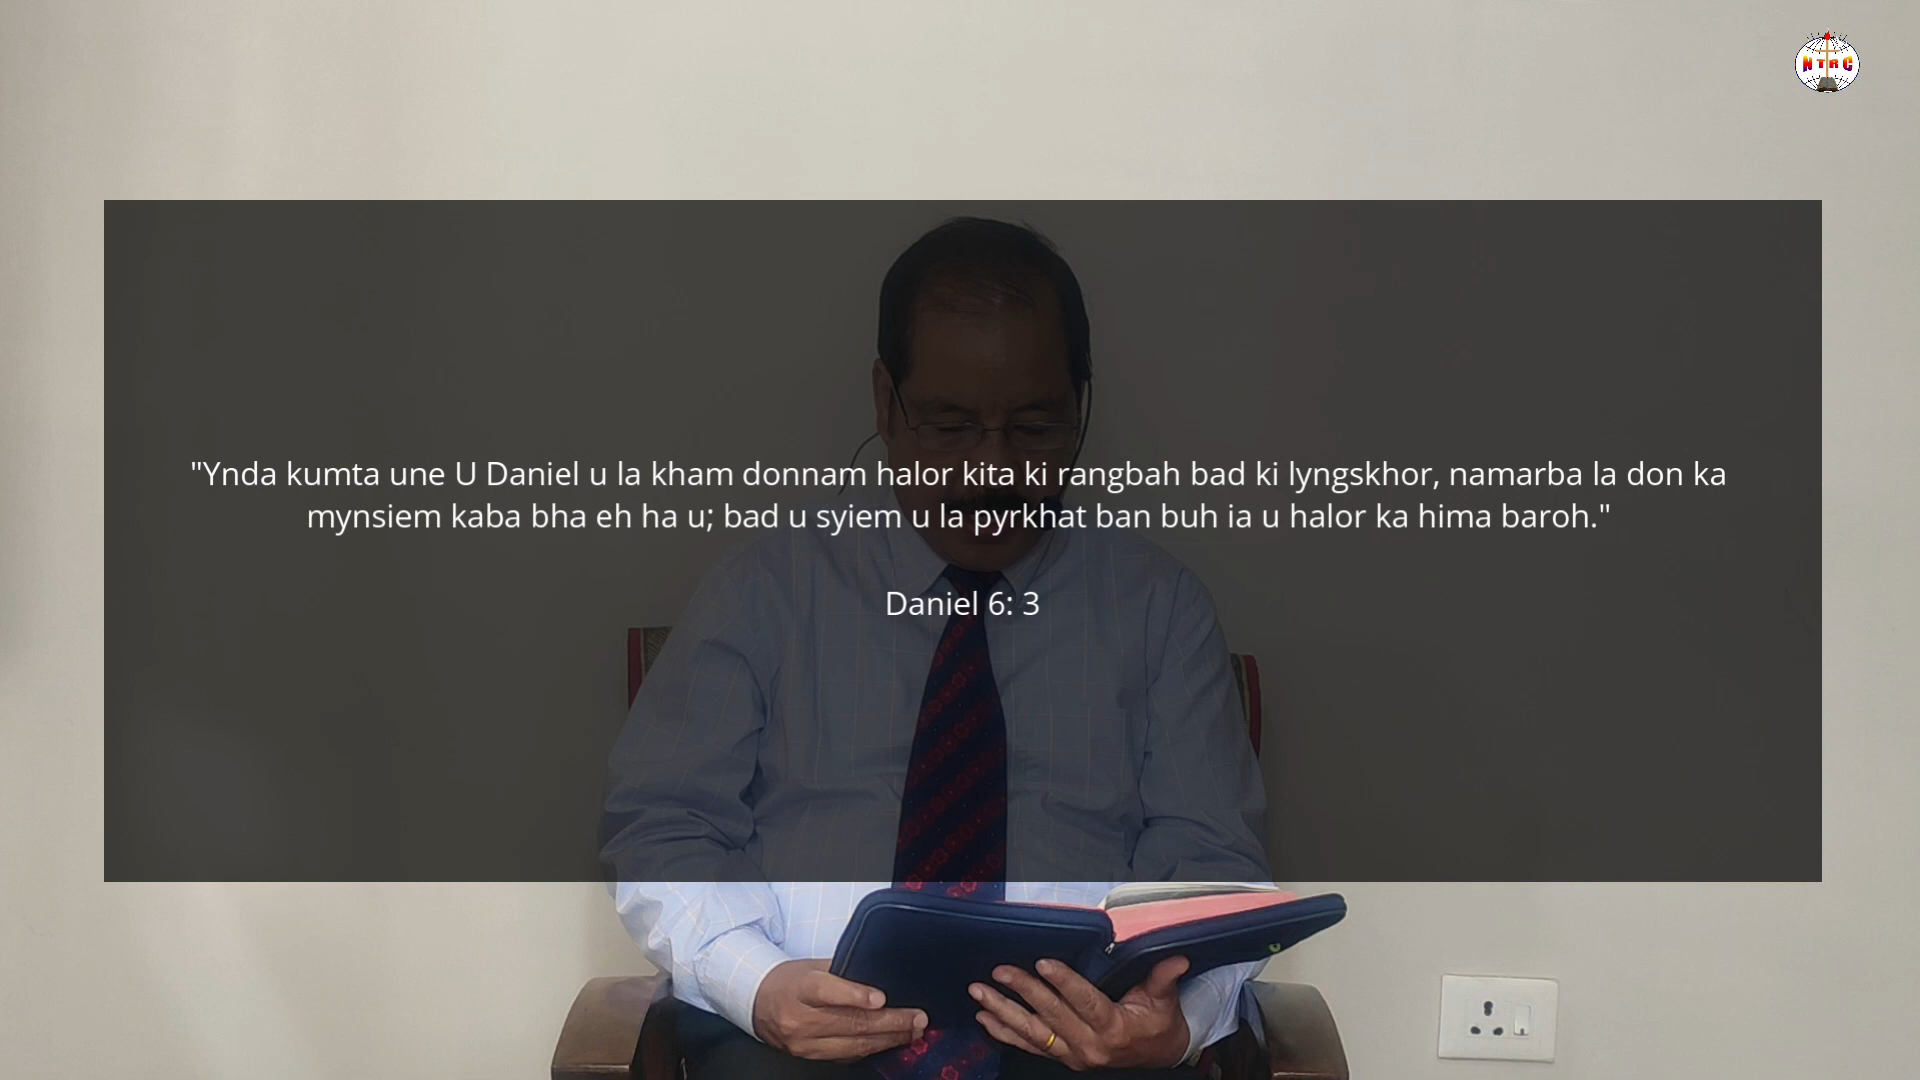 NTRC
"Ynda kumta une U Daniel u la kham donnam halor kita ki rangbah bad ki lyngskhor, namarba la don ka
mynsiem kaba bha eh ha u; bad u syiem u la pyrkhat ban buh ia u halor ka hima baroh."
Daniel 6: 3